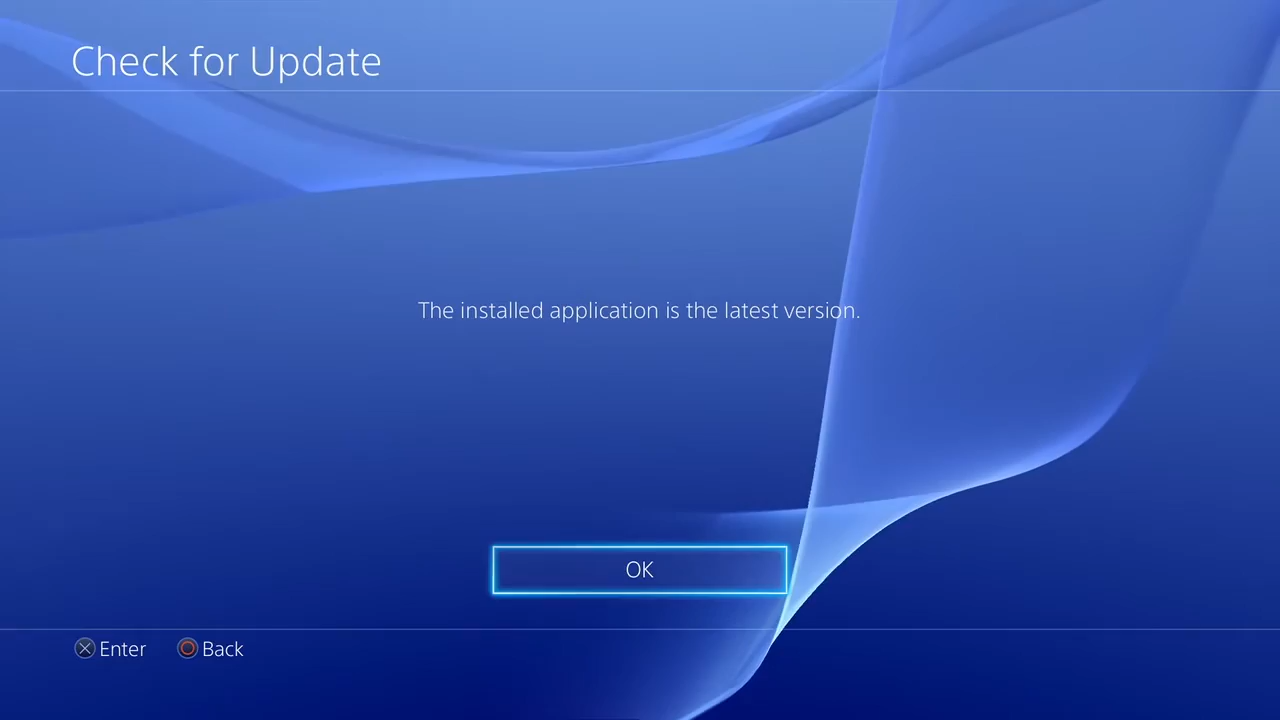 Check for Update
The installed application is the latest version.
OK
Enter Back